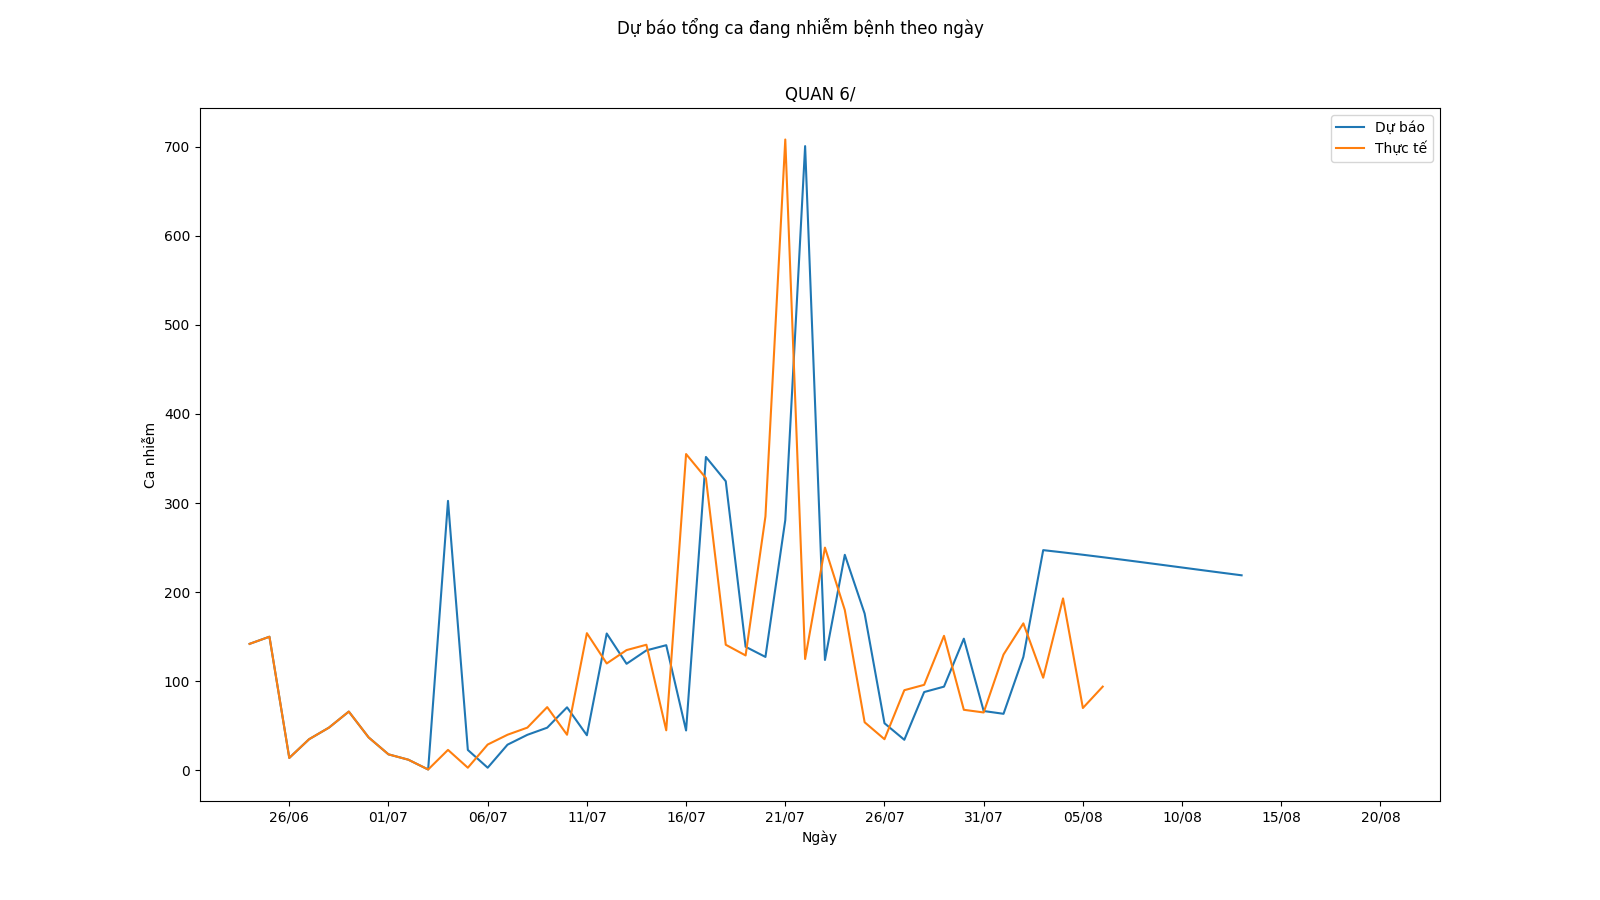 Dự báo tổng ca đang nhiễm bệnh theo ngày
QUAN 6/
Dự báo
Thực tế
700
600
500
400
300
200
100
0
Ca nhiễm
26/06 01/07 06/07 11/07 16/07 21/07 26/07 31/07 05/08 10/08 15/08 20/08
Ngày